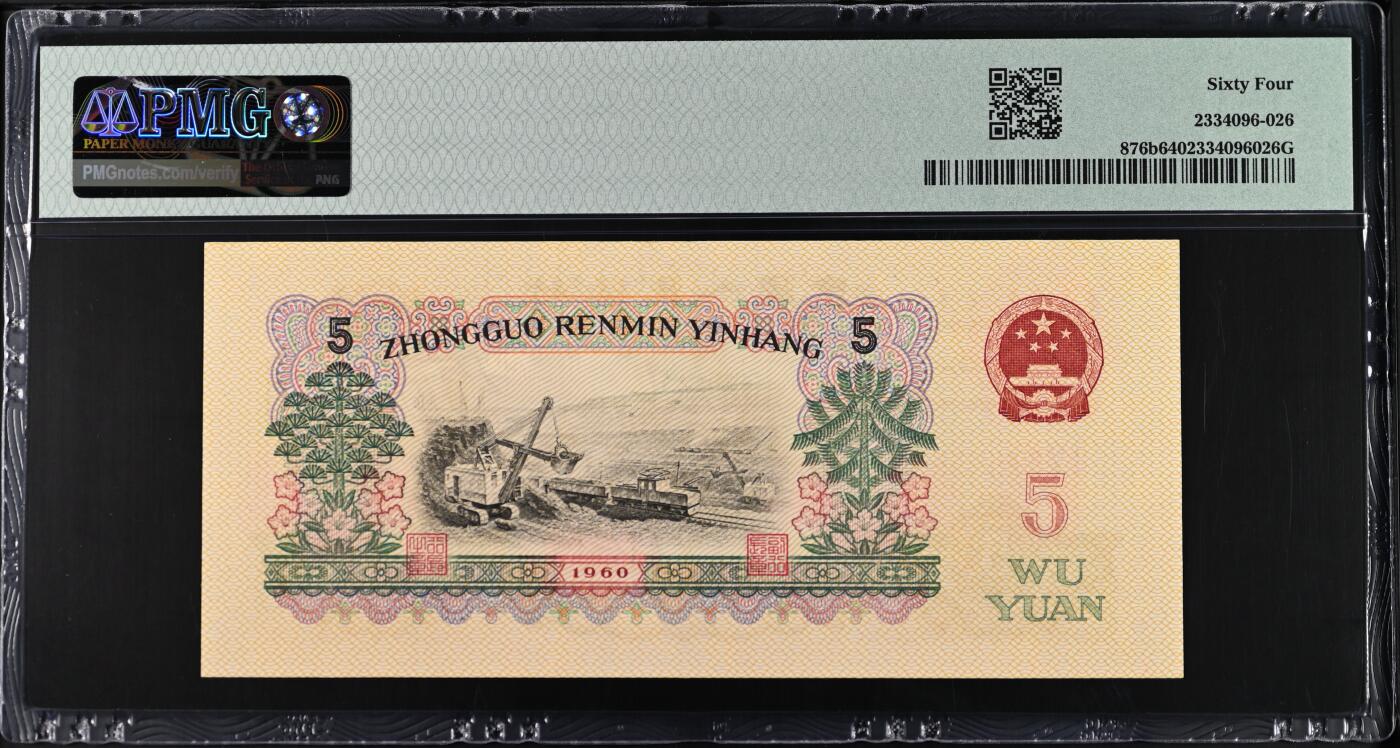 PMG
PAPER MONEY GUARANTY
PMGnotes.com/verify
PNG
Sixty Four
2334096-026
876b6402334096026G
5 ZHONGGUO RENMIN YINHANG 5
1960
5
WU
YUAN